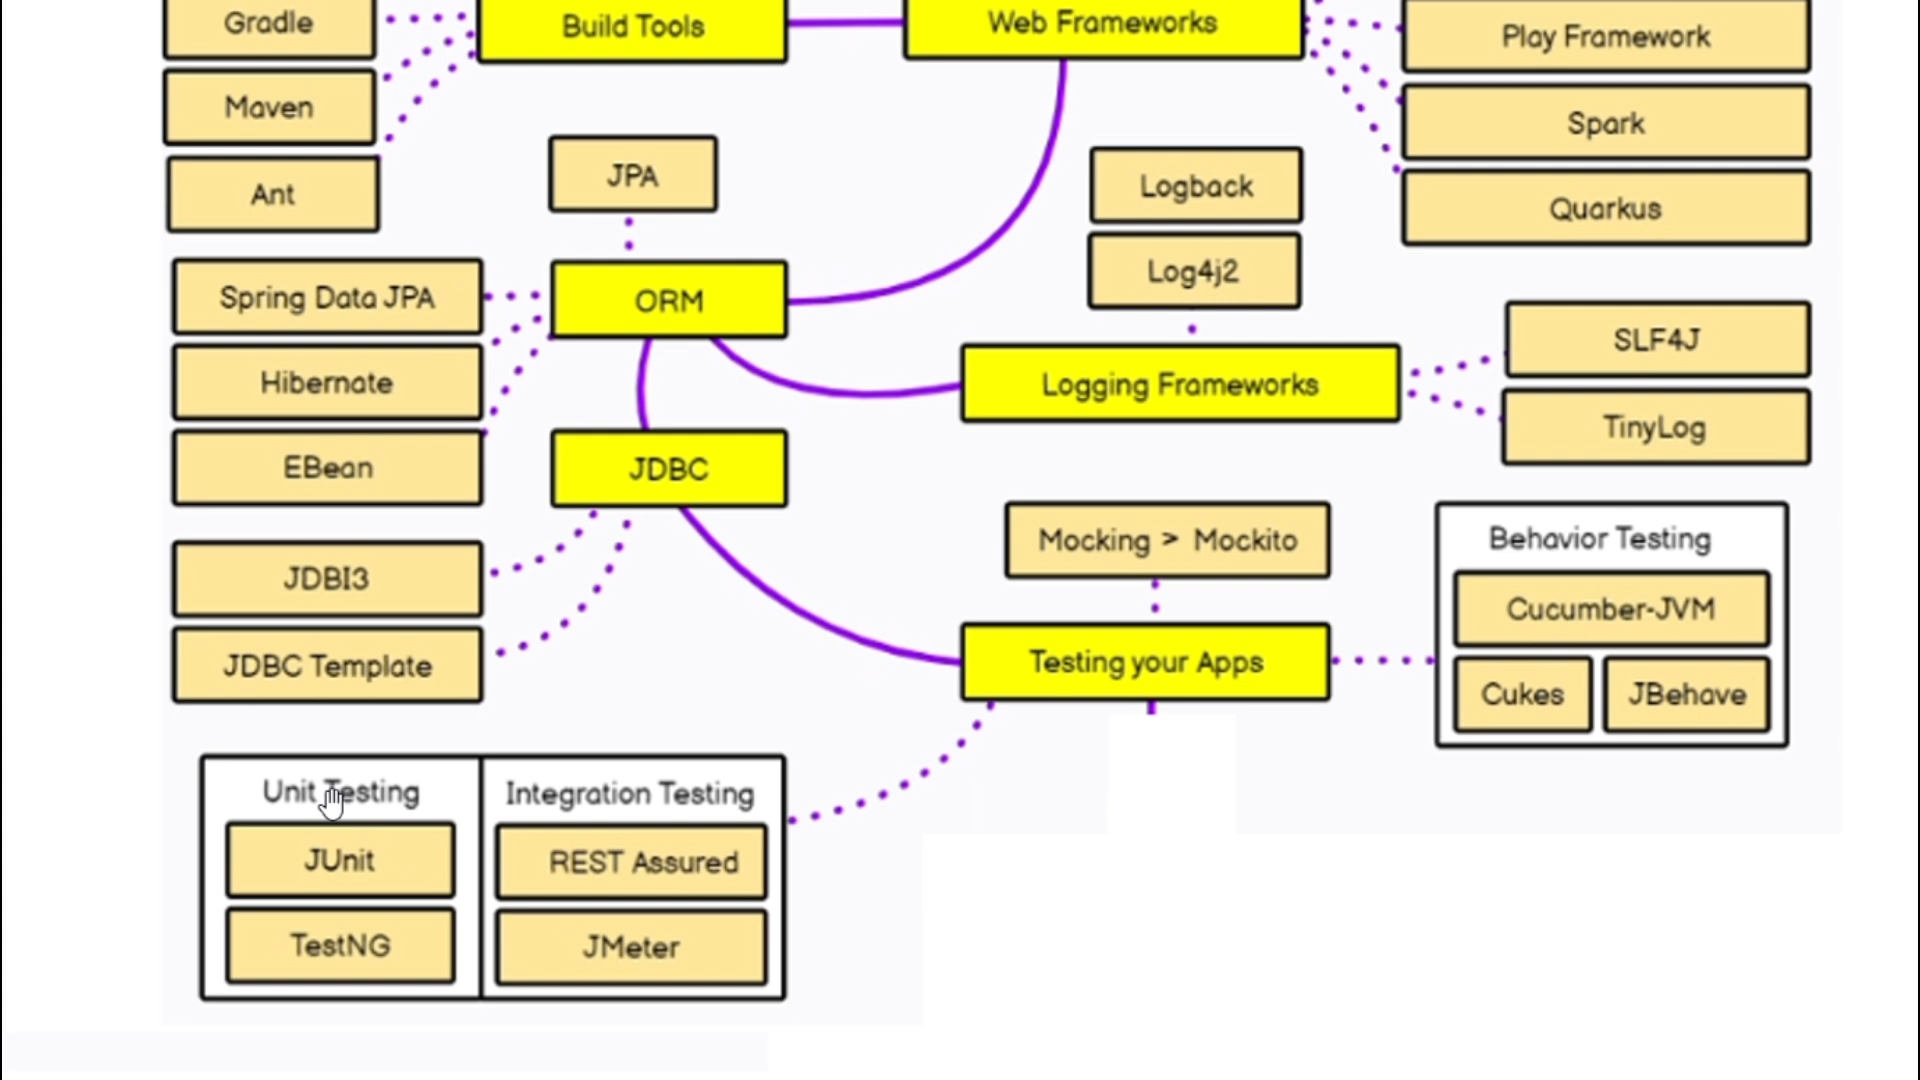 Gradle
Build Tools
Web Frameworks
Play Framework
Maven
Spark
Ant
JPA
Logback
Quarkus
Log4j2
Spring Data JPA
ORM
SLF4J
Hibernate
Logging Frameworks
TinyLog
EBean
JDBC
Mocking > Mockito
Behavior Testing
JDBI3
Cucumber-JVM
JDBC Template
Testing your Apps
Cukes
JBehave
Unit Testing
Integration Testing
JUnit
REST Assured
TestNG
JMeter